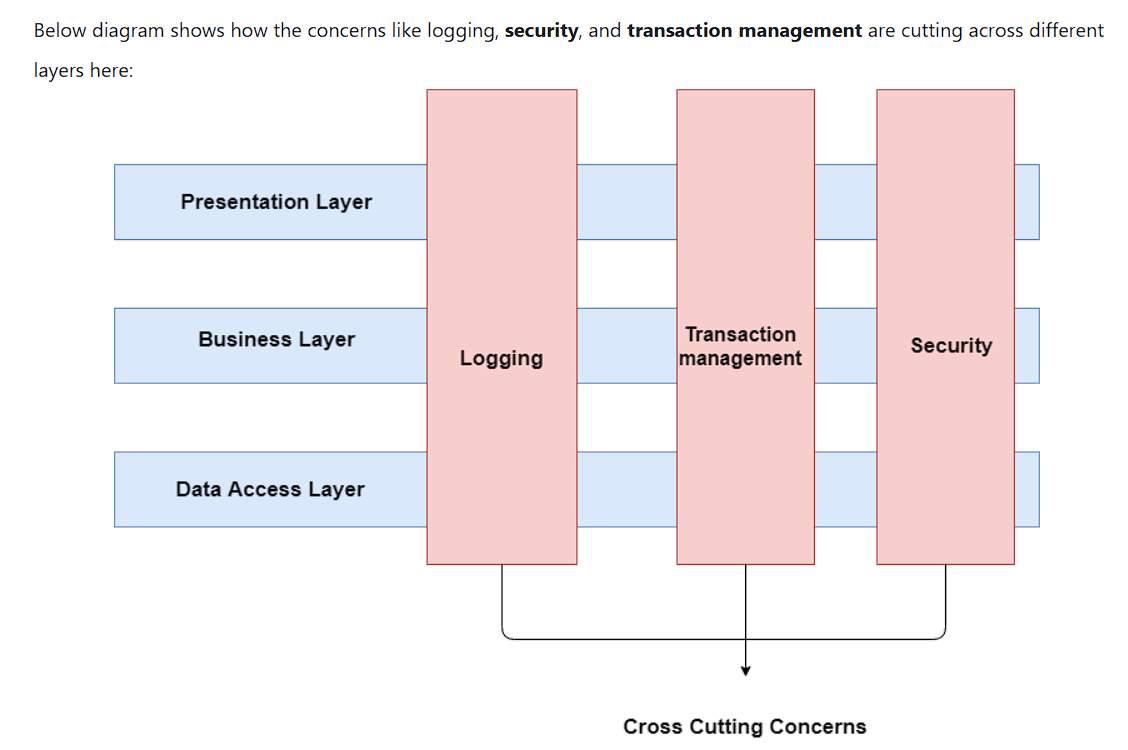 Below diagram shows how the concerns like logging, security, and transaction management are cutting across different
layers here:
Presentation Layer
Business Layer
Data Access Layer
Logging
Transaction
management
Security
Cross Cutting Concerns